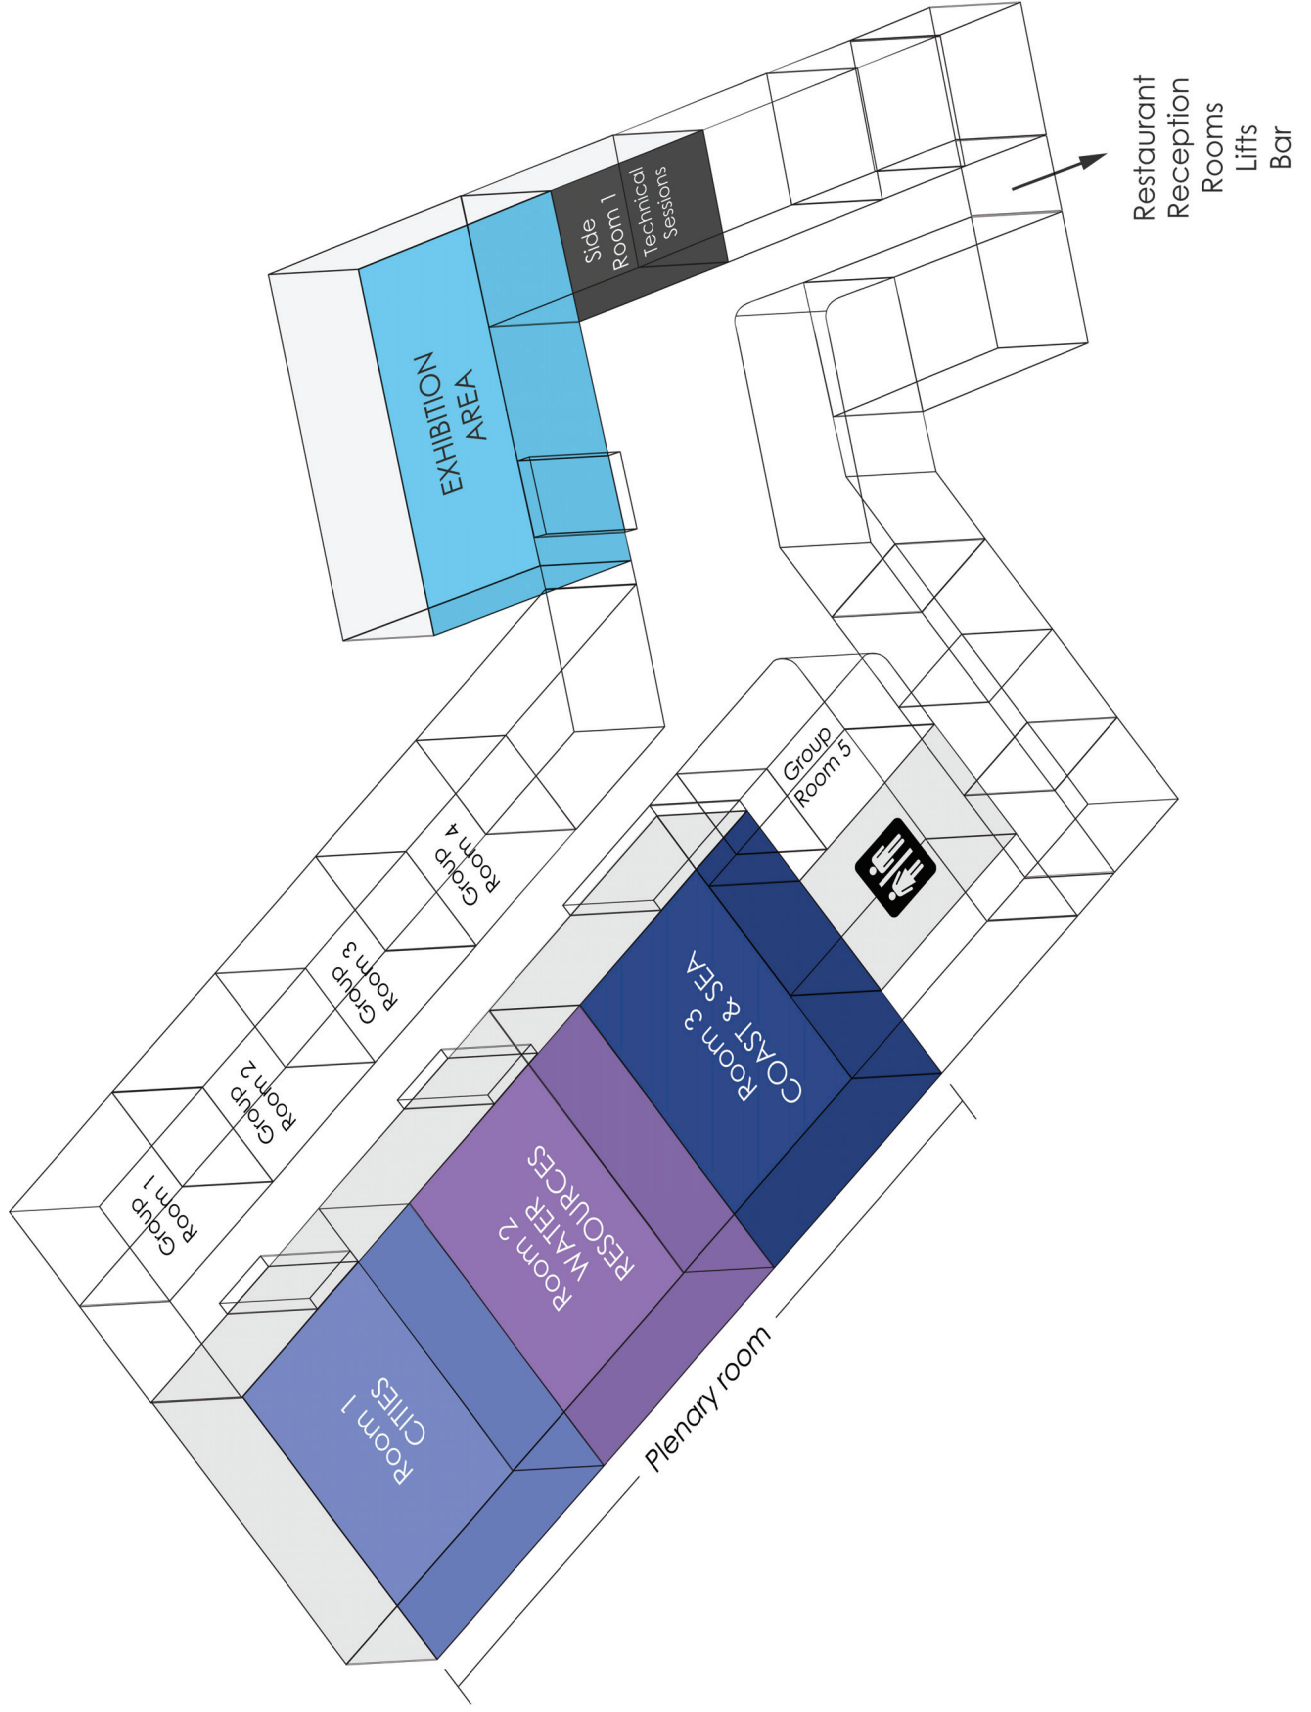 EXHIBITION
AREA
Side
Room 1
Technical
Sessions
Restaurant
Reception
Rooms
Lifts
Bar
Group
Room 1
Group
Room 2
Group
Room 3
Group
Room 4
Group
Room 5
Room 1
CITIES
Room 2
WATER
RESOURCES
Room 3
COAST & SEA
Plenary room